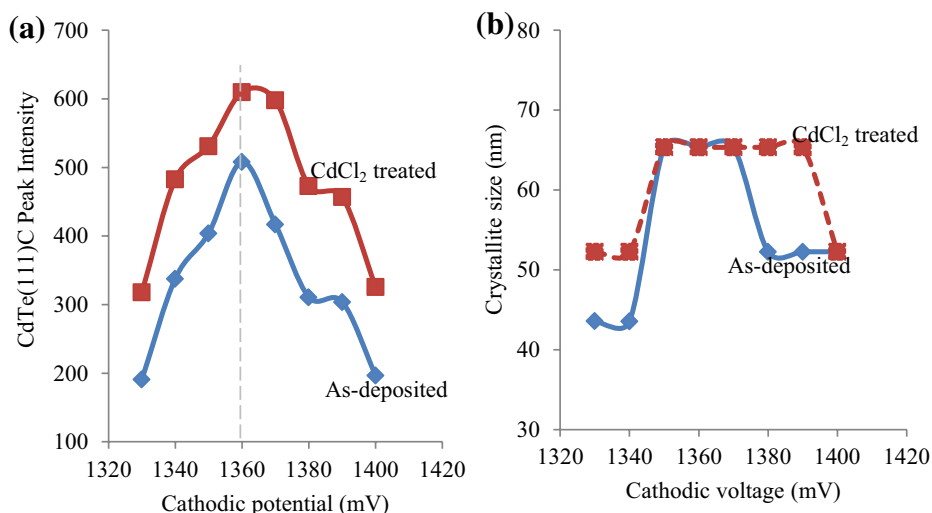 (a)
700
600
500
400
300
200
100
CdTe(111)C Peak Intensity
CdCl2 treated
As-deposited
1320 1340 1360 1380 1400 1420
Cathodic potential (mV)
(b)
80
70
60
50
40
30
Crystallite size (nm)
CdCl2 treated
As-deposited
1320 1340 1360 1380 1400 1420
Cathodic voltage (mV)